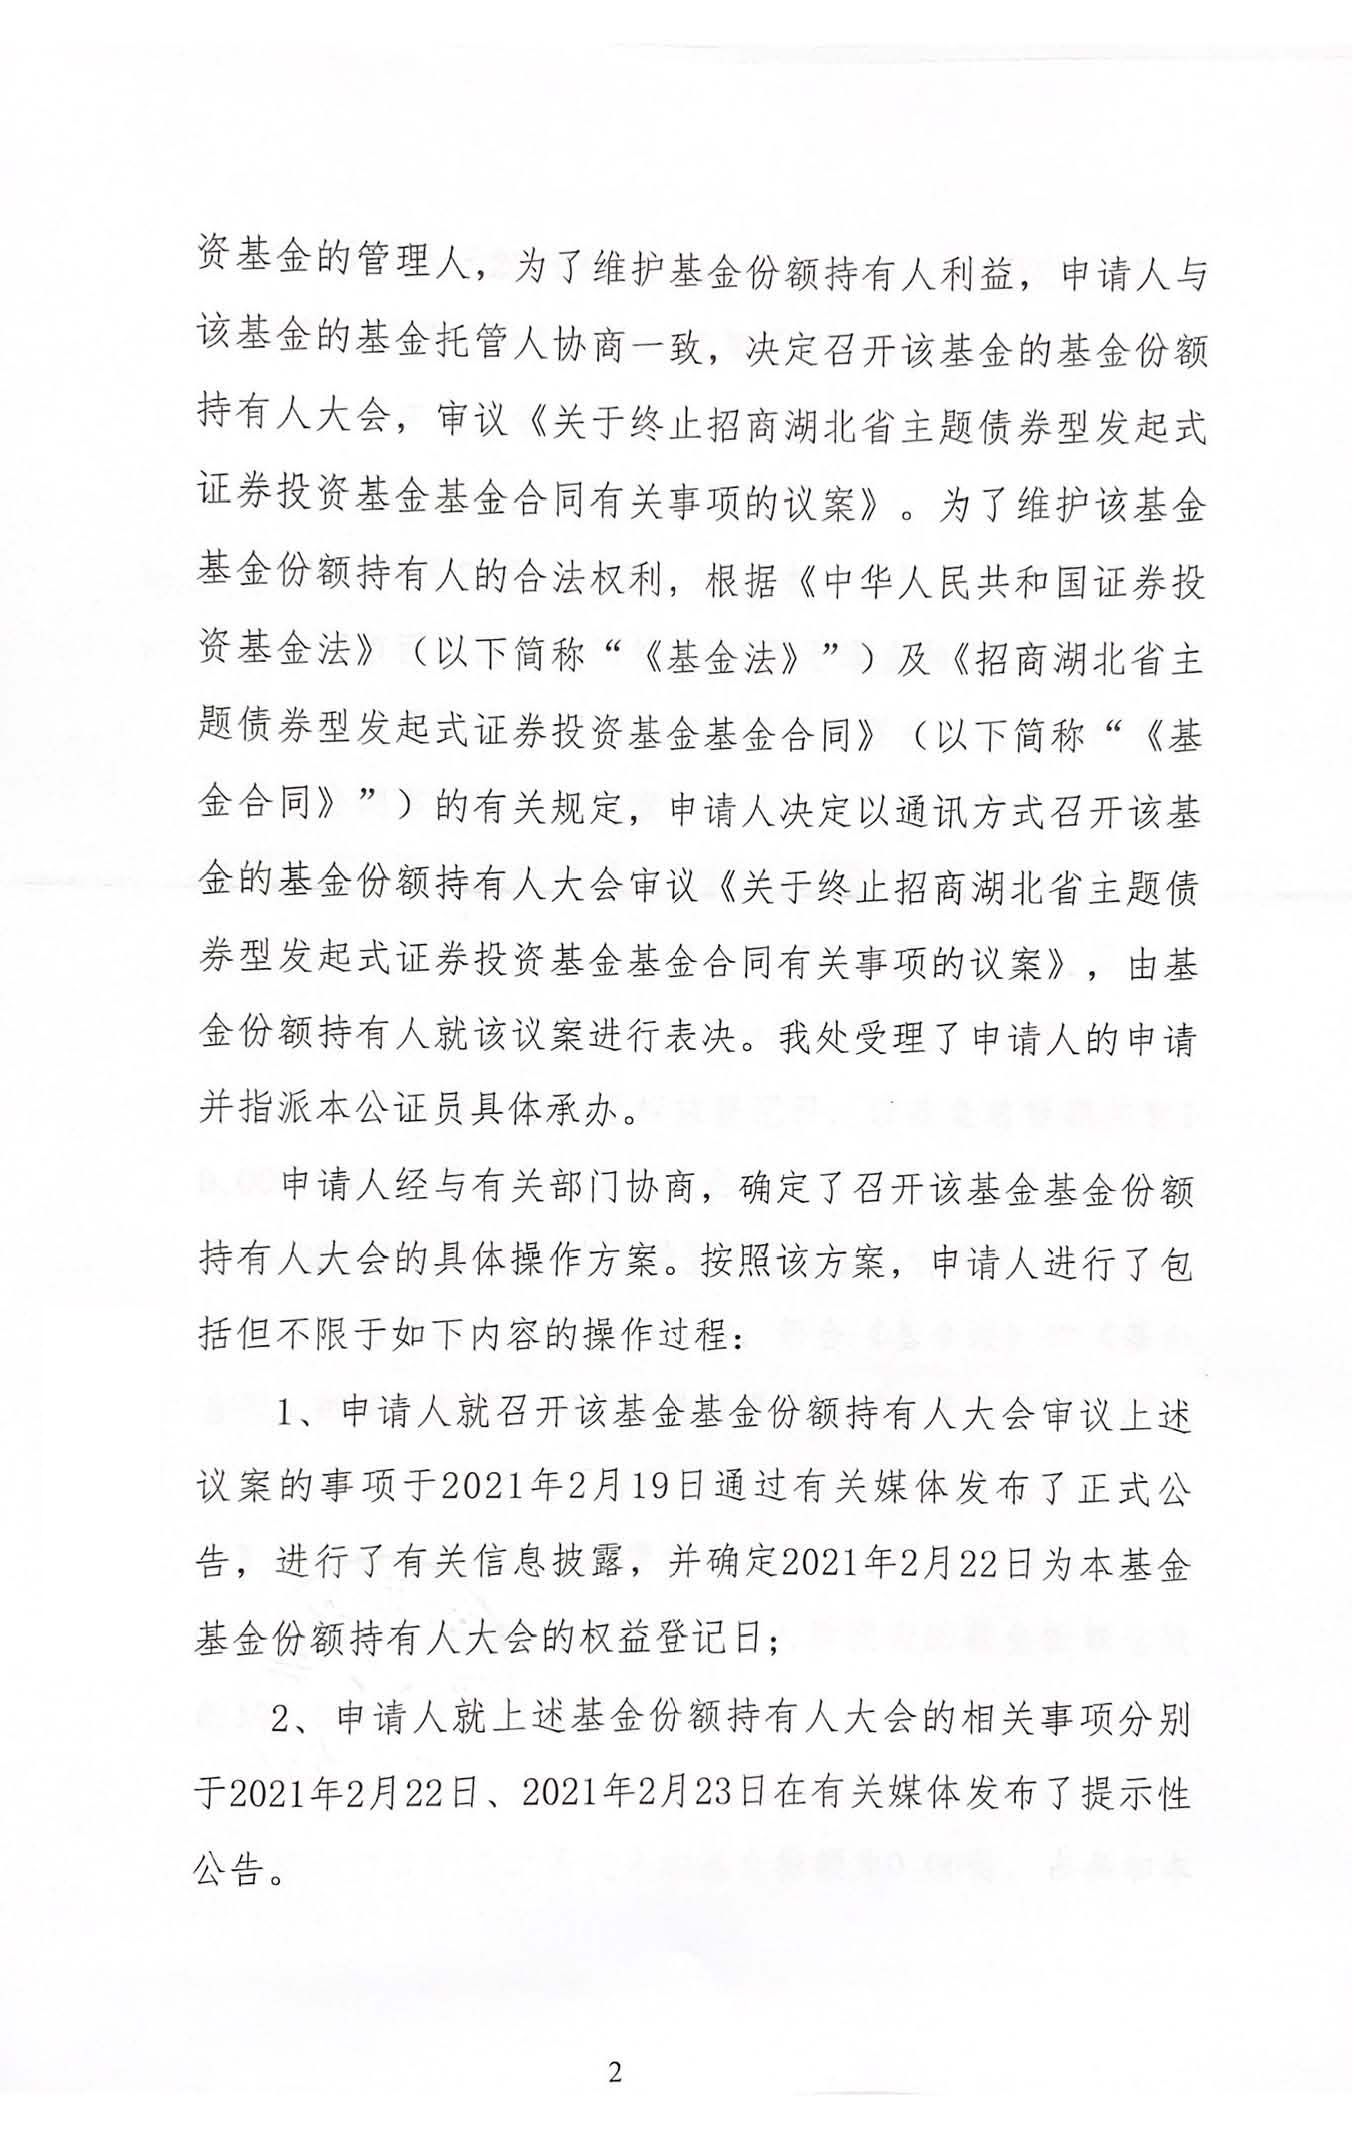 资基金的管理人，为了维护基金份额持有人利益，申请人与
该基金的基金托管人协商一致，决定召开该基金的基金份额
持有人大会，审议《关于终止招商湖北省主题债券型发起式
证券投资基金基金合同有关事项的议案》。为了维护该基金
基金份额持有人的合法权利，根据《中华人民共和国证券投
资基金法》（以下简称“《基金法》”）及《招商湖北省主
题债券型发起式证券投资基金基金合同》（以下简称“《基
金合同》”）的有关规定，申请人决定以通讯方式召开该基
金的基金份额持有人大会审议《关于终止招商湖北省主题债
券型发起式证券投资基金基金合同有关事项的议案》，由基
金份额持有人就该议案进行表决。我处受理了申请人的申请
并指派本公证员具体承办。
申请人经与有关部门协商，确定了召开该基金基金份额
持有人大会的具体操作方案。按照该方案，申请人进行了包
括但不限于如下内容的操作过程：
1、申请人就召开该基金基金份额持有人大会审议上述
议案的事项于2021年2月19日通过有关媒体发布了正式公
告，进行了有关信息披露，并确定2021年2月22日为本基金
基金份额持有人大会的权益登记日；
2、申请人就上述基金份额持有人大会的相关事项分别
于2021年2月22日、2021年2月23日在有关媒体发布了提示性
公告。
2